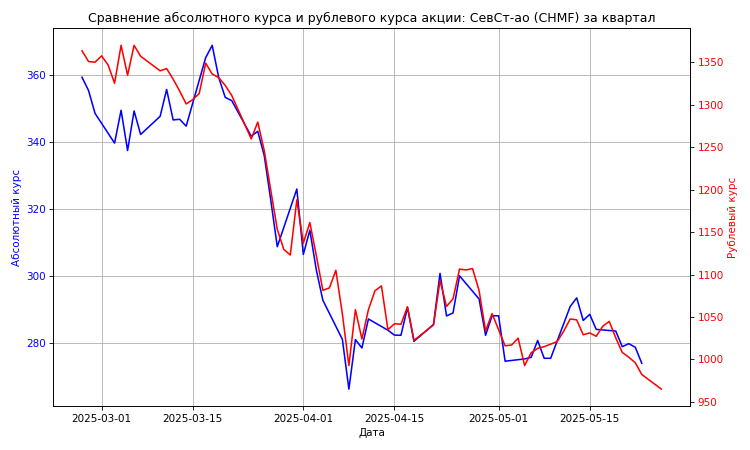 Сравнение абсолютного курса и рублевого курса акции: СевСт-ао (CHMF) за квартал
360
340
320
300
280
Абсолютный курс
1350
1300
1250
1200
1150
1100
1050
1000
950
Рублевый курс
2025-03-01 2025-03-15 2025-04-01 2025-04-15 2025-05-01 2025-05-15
Дата